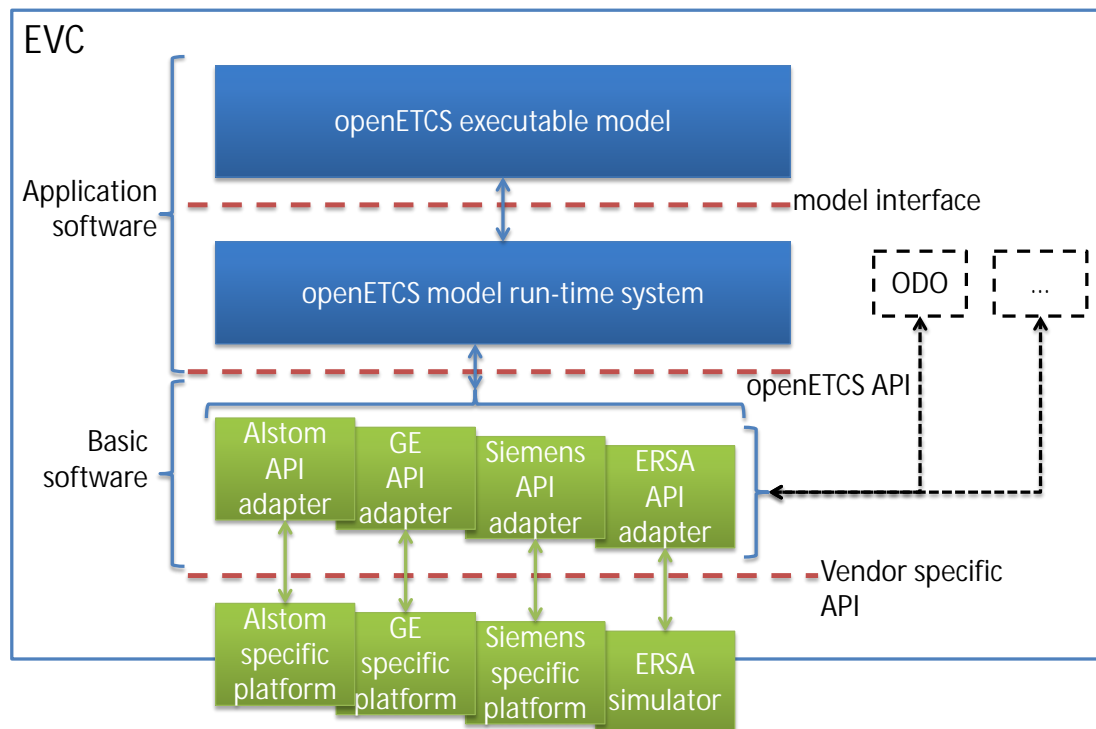 EVC
openETCS executable model
Application
software
model interface
openETCS model run-time system
ODO
...
openETCS API
Basic
software
Alstom
API
adapter
GE
API
adapter
Siemens
API
adapter
ERSA
API
adapter
Vendor specific
API
Alstom
specific
platform
GE
specific
platform
Siemens
specific
platform
ERSA
simulator